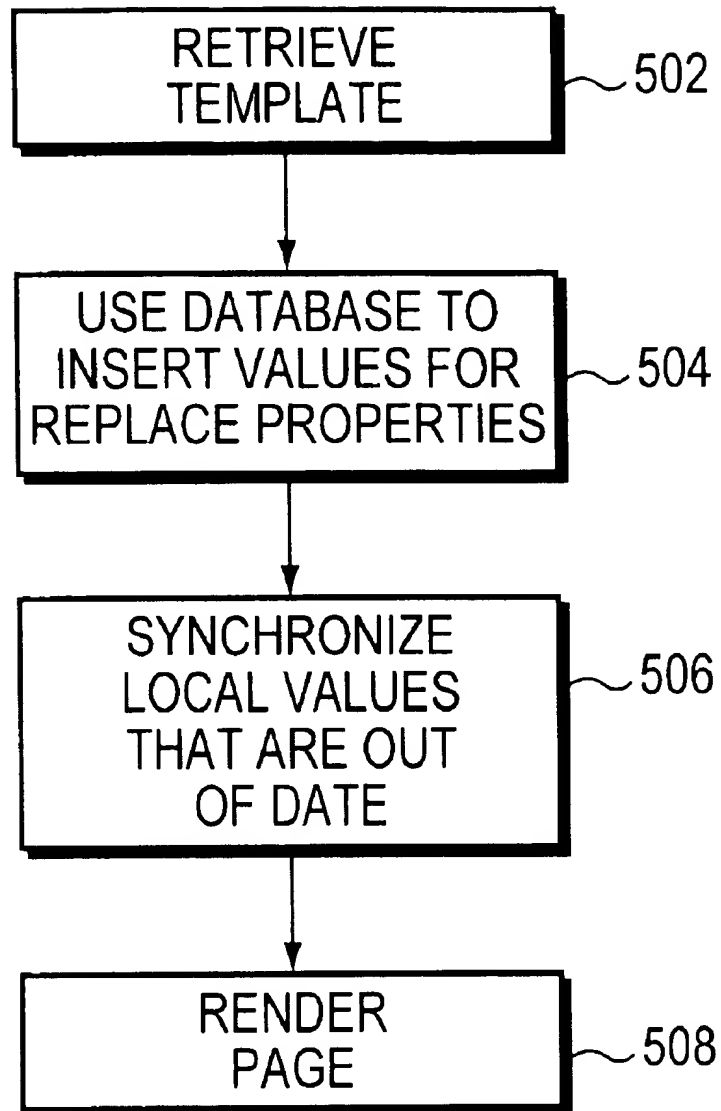 RETRIEVE
TEMPLATE
502
USE DATABASE TO
INSERT VALUES FOR
REPLACE PROPERTIES
504
SYNCHRONIZE
LOCAL VALUES
THAT ARE OUT
OF DATE
506
RENDER
PAGE
508